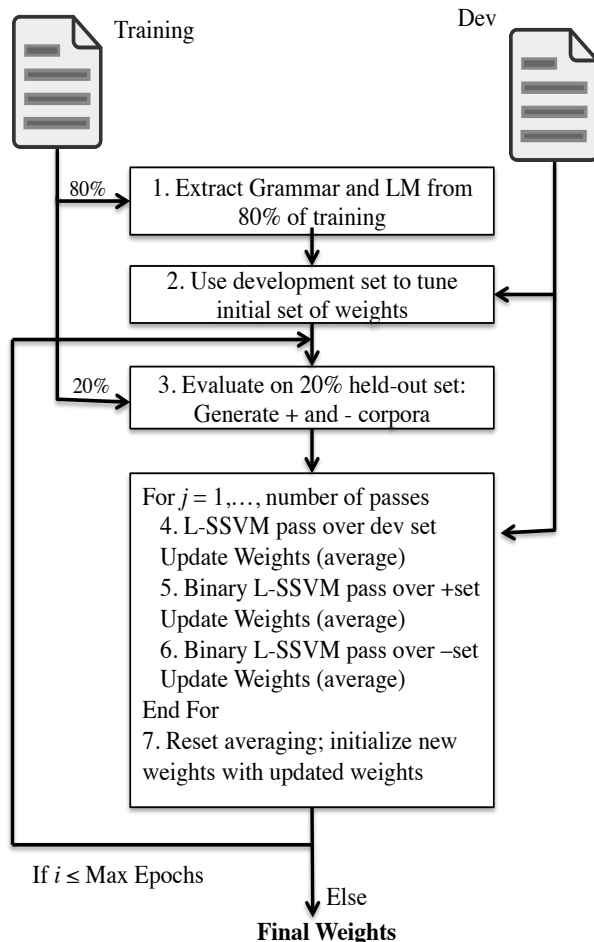 Training
Dev
80%
1. Extract Grammar and LM from
80% of training
2. Use development set to tune
initial set of weights
20%
3. Evaluate on 20% held-out set:
Generate + and - corpora
For j = 1,…, number of passes
4. L-SSVM pass over dev set
Update Weights (average)
5. Binary L-SSVM pass over +set
Update Weights (average)
6. Binary L-SSVM pass over –set
Update Weights (average)
End For
7. Reset averaging; initialize new
weights with updated weights
If i ≤ Max Epochs
Else
Final Weights